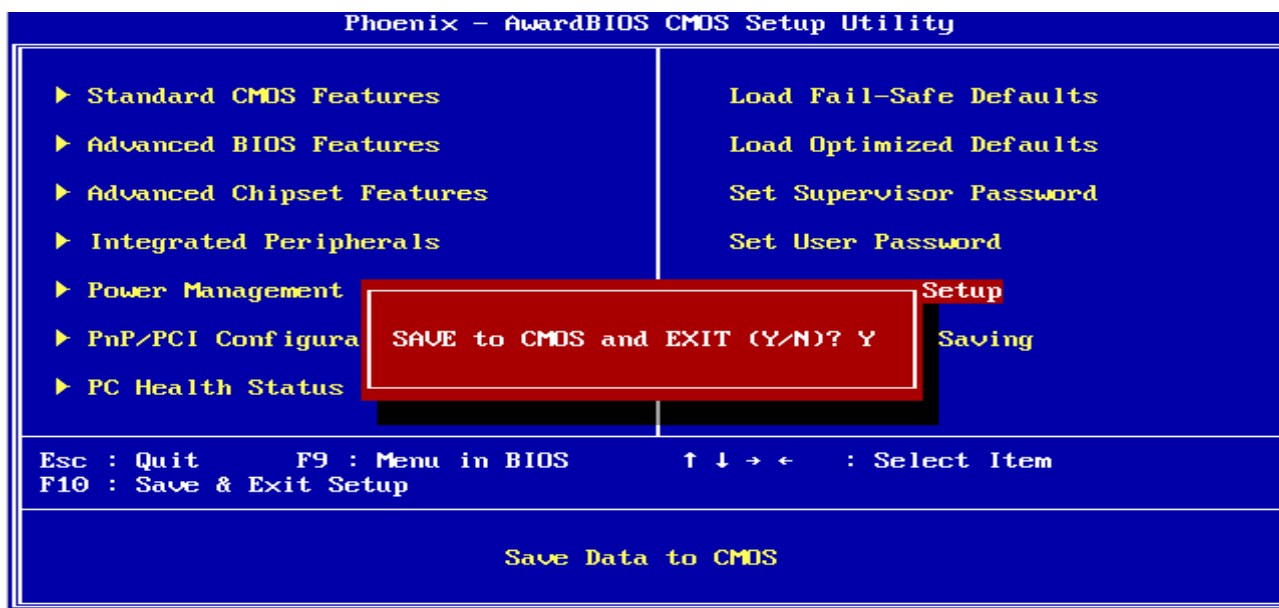 Phoenix - AwardBIOS CMOS Setup Utility
▶ Standard CMOS Features
▶ Advanced BIOS Features
▶ Advanced Chipset Features
▶ Integrated Peripherals
▶ Power Management
▶ PnP/PCI Configura
▶ PC Health Status
Load Fail-Safe Defaults
Load Optimized Defaults
Set Supervisor Password
Set User Password
Setup
Saving
SAVE to CMOS and EXIT (Y/N)? Y
Esc : Quit F9 : Menu in BIOS ↑ ↓ → ← : Select Item
F10 : Save & Exit Setup
Save Data to CMOS